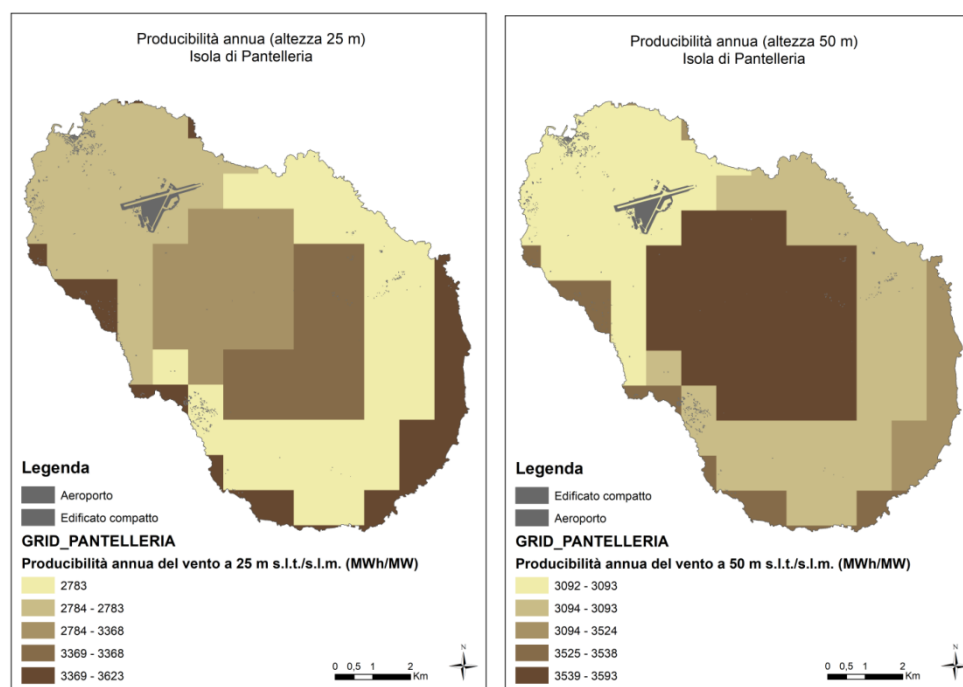 Producibilità annua (altezza 25 m)
Isola di Pantelleria
Legenda
Aeroporto
Edificato compatto
GRID_PANTELLERIA
Producibilità annua del vento a 25 m s.l.t./s.l.m. (MWh/MW)
2783
2784 - 2783
2784 - 3368
3369 - 3368
3369 - 3623
0 0,5 1 2
Km
N
Producibilità annua (altezza 50 m)
Isola di Pantelleria
Legenda
Edificato compatto
Aeroporto
GRID_PANTELLERIA
Producibilità annua del vento a 50 m s.l.t./s.l.m. (MWh/MW)
3092 - 3093
3094 - 3093
3094 - 3524
3525 - 3538
3539 - 3593
0 0,5 1 2
Km
N